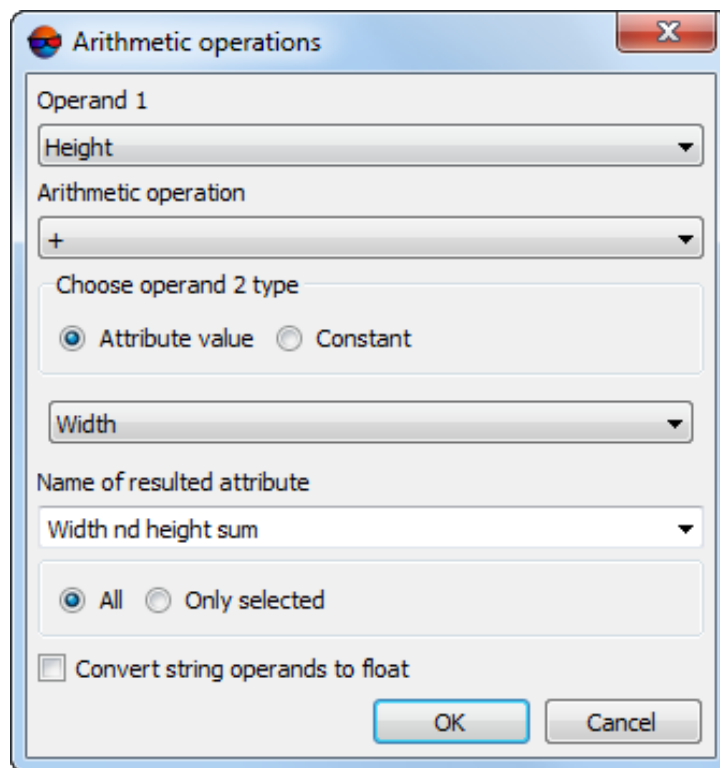 Arithmetic operations
Operand 1
Height
Arithmetic operation
+
Choose operand 2 type
Attribute value Constant
Width
Name of resulted attribute
Width nd height sum
All Only selected
Convert string operands to float
OK Cancel